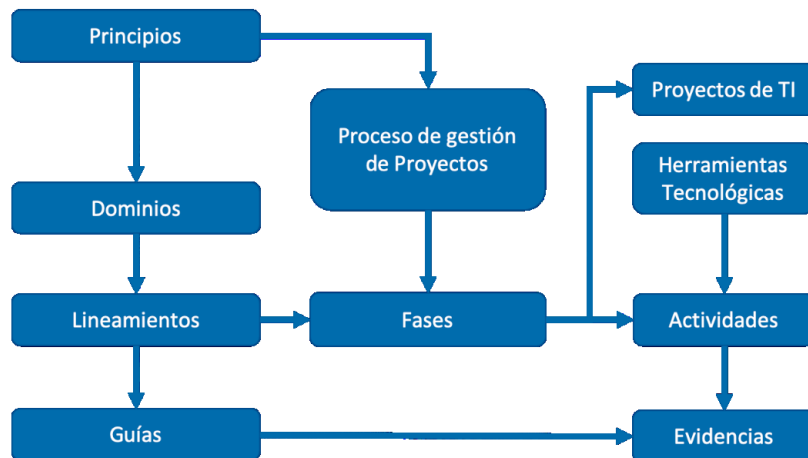 Principios
Proyectos de TI
Proceso de gestión
de Proyectos
Herramientas
Tecnológicas
Dominios
Lineamientos
Fases
Actividades
Guías
Evidencias